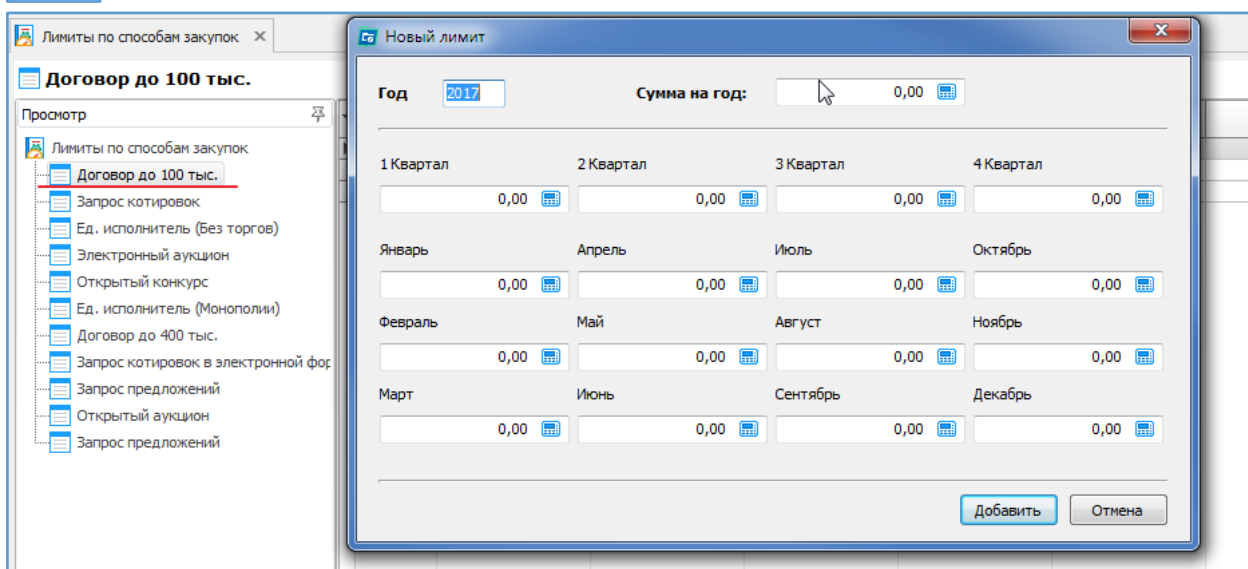 Лимиты по способам закупок
Договор до 100 тыс.
Просмотр
Лимиты по способам закупок
Договор до 100 тыс.
Запрос котировок
Ед. исполнитель (Без торгов)
Электронный аукцион
Открытый конкурс
Ед. исполнитель (Монополии)
Договор до 400 тыс.
Запрос котировок в электронной фор
Запрос предложений
Открытый аукцион
Запрос предложений
Новый лимит
Год 2017 Сумма на год: 0,00
1 Квартал 2 Квартал 3 Квартал 4 Квартал
0,00 0,00 0,00 0,00
Январь Апрель Июль Октябрь
0,00 0,00 0,00 0,00
Февраль Май Август Ноябрь
0,00 0,00 0,00 0,00
Март Июнь Сентябрь Декабрь
0,00 0,00 0,00 0,00
Добавить Отмена